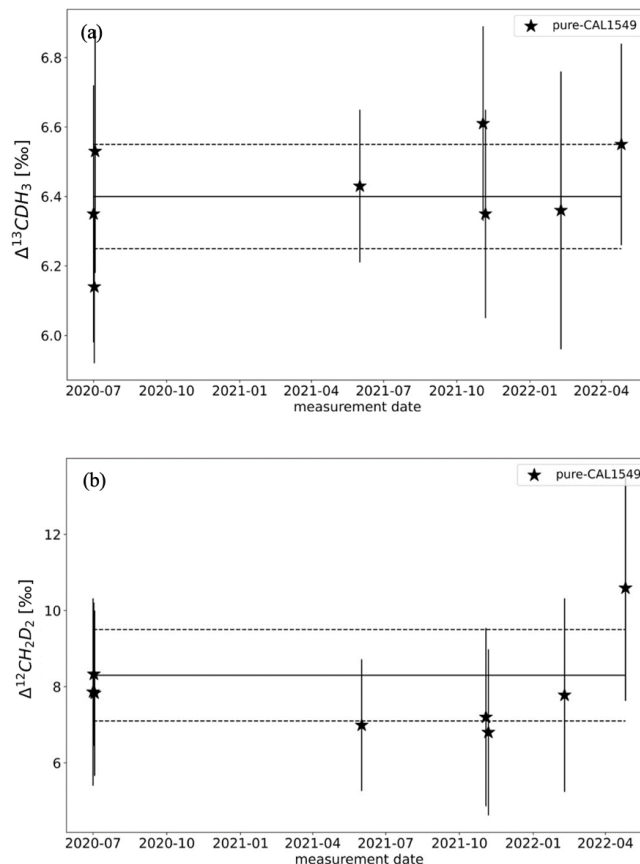 (a)
pure-CAL1549
6.8
6.6
6.4
6.2
6.0
Δ¹³CDH₃ [‰]
2020-07 2020-10 2021-01 2021-04 2021-07 2021-10 2022-01 2022-04
measurement date
(b)
pure-CAL1549
12
10
8
6
Δ¹²CH₂D₂ [‰]
2020-07 2020-10 2021-01 2021-04 2021-07 2021-10 2022-01 2022-04
measurement date